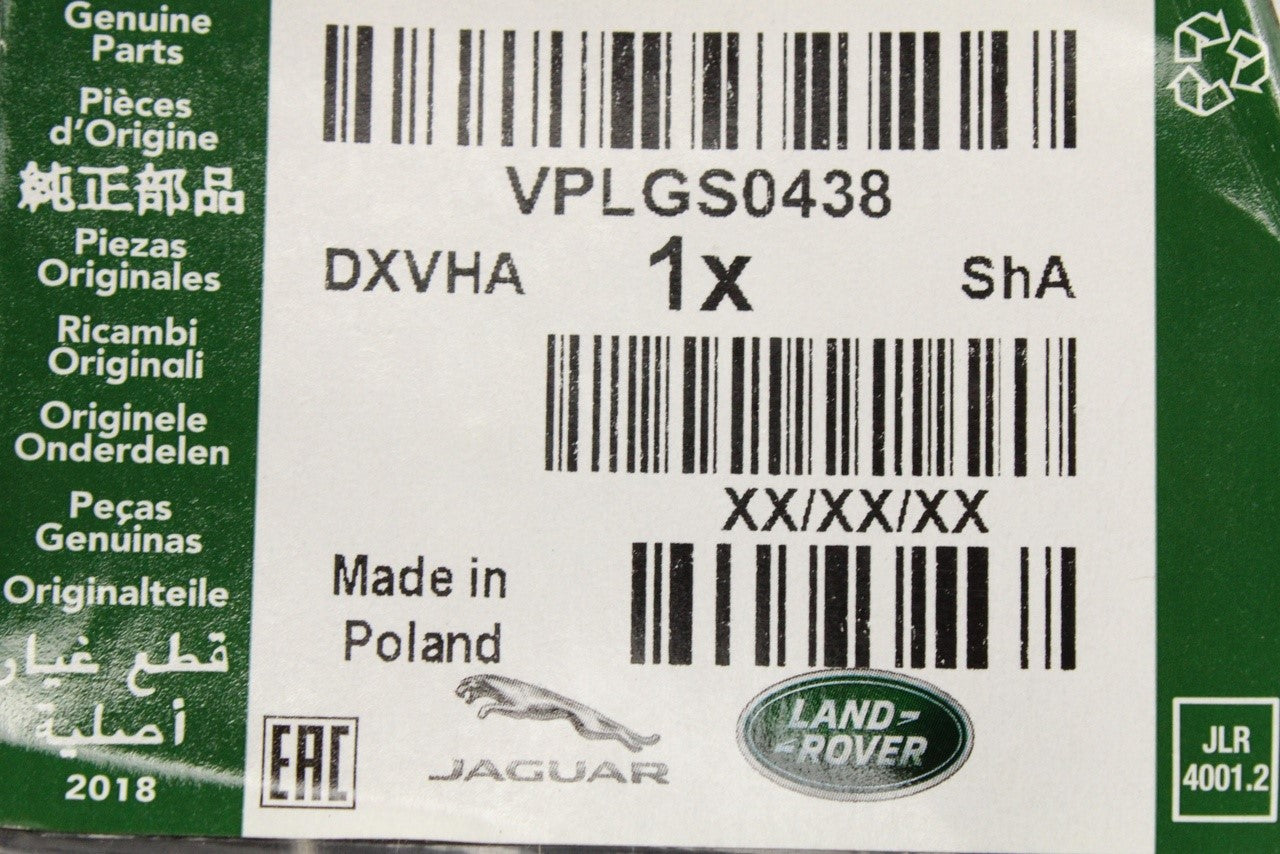 Genuine
Parts
Pièces
d'Origine
純正部品
Piezas
Originales
Ricambi
Originali
Originele
Onderdelen
Peças
Genuinas
Originalteile
قطع غيار
أصلية
2018
VPLGS0438
DXVHA 1x ShA
XX/XX/XX
Made in
Poland
EAC
JAGUAR
LAND-
-ROVER
JLR
4001.2